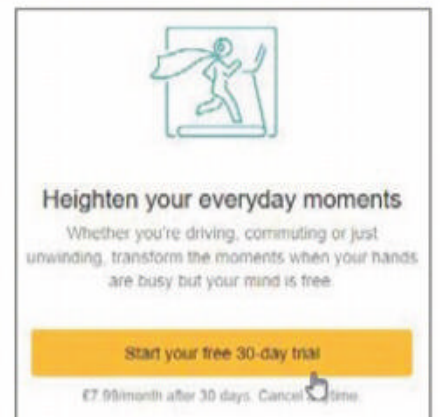 Heighten your everyday moments
Whether you're driving, commuting or just
unwinding, transform the moments when your hands
are busy but your mind is free.
Start your free 30-day trial
£7.99/month after 30 days. Cancel time.